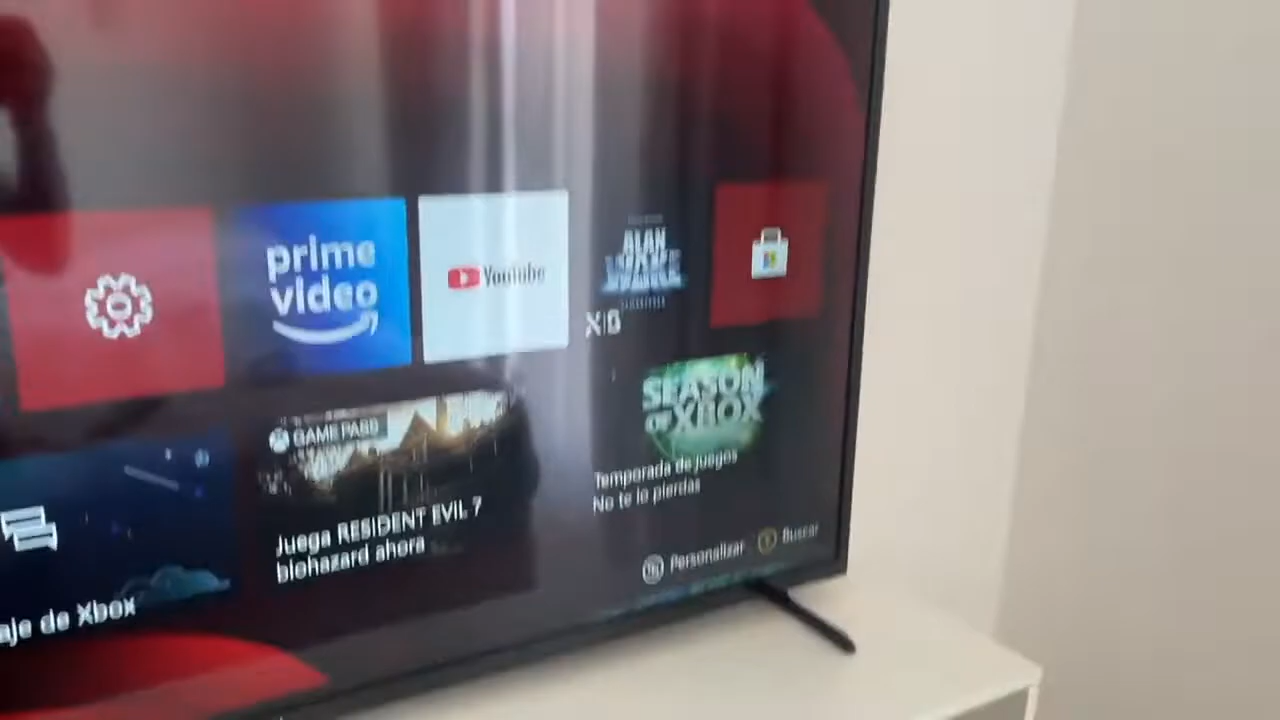 prime
video
YouTube
ALAN
WAKE
X|S
GAME PASS
SEASON
OF XBOX
Juega RESIDENT EVIL 7
biohazard ahora
Temporada de juegos
No te lo pierdas
aje de Xbox
Personalizar
Y Buscar